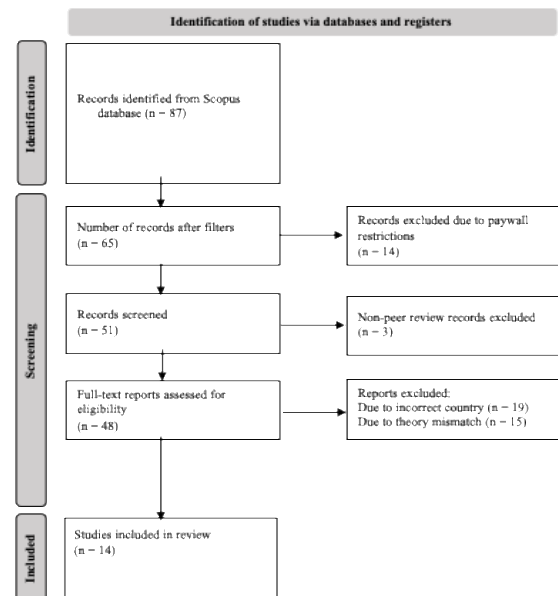 Identification of studies via databases and registers
Identification
Records identified from Scopus
database (n = 87)
Screening
Number of records after filters
(n = 65)
Records excluded due to paywall
restrictions
(n = 14)
Records screened
(n = 51)
Non-peer review records excluded
(n = 3)
Full-text reports assessed for
eligibility
(n = 48)
Reports excluded:
Due to incorrect country (n = 19)
Due to theory mismatch (n = 15)
Included
Studies included in review
(n = 14)